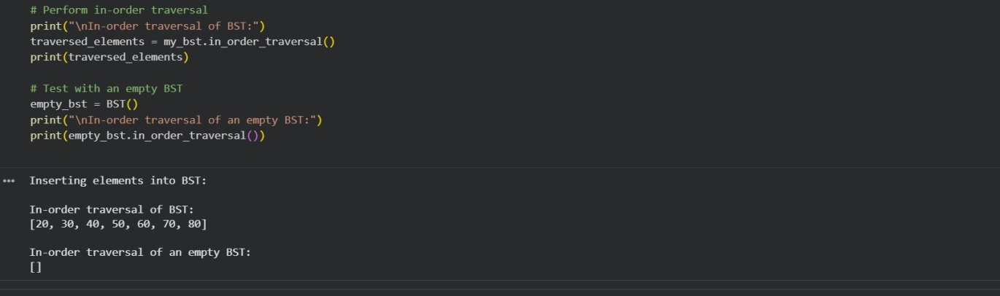 # Perform in-order traversal
print("\nIn-order traversal of BST:")
traversed_elements = my_bst.in_order_traversal()
print(traversed_elements)
# Test with an empty BST
empty_bst = BST()
print("\nIn-order traversal of an empty BST:")
print(empty_bst.in_order_traversal())
Inserting elements into BST:
In-order traversal of BST:
[20, 30, 40, 50, 60, 70, 80]
In-order traversal of an empty BST:
[]